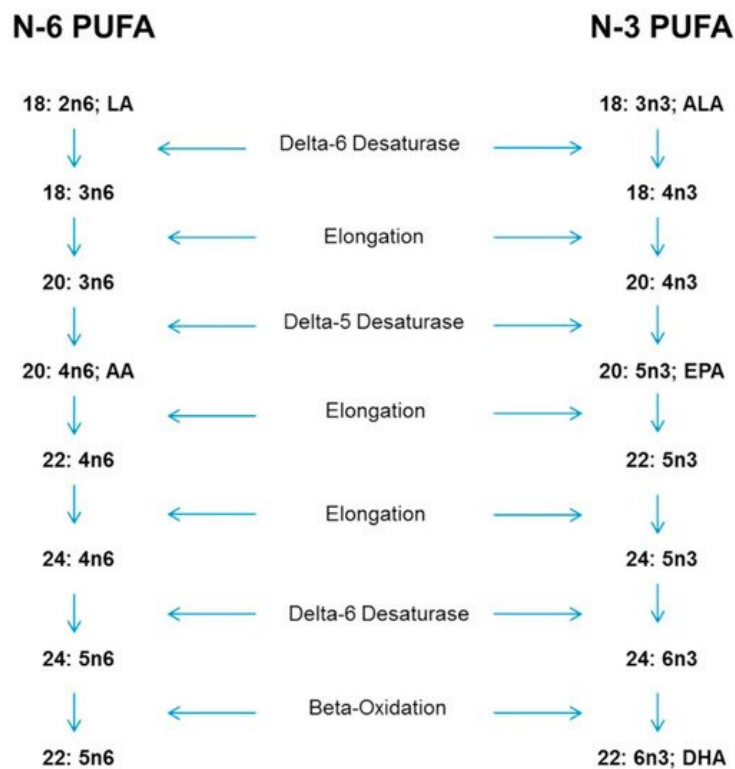 N-6 PUFA N-3 PUFA
18: 2n6; LA 18: 3n3; ALA
Delta-6 Desaturase
18: 3n6 18: 4n3
Elongation
20: 3n6 20: 4n3
Delta-5 Desaturase
20: 4n6; AA 20: 5n3; EPA
Elongation
22: 4n6 22: 5n3
Elongation
24: 4n6 24: 5n3
Delta-6 Desaturase
24: 5n6 24: 6n3
Beta-Oxidation
22: 5n6 22: 6n3; DHA